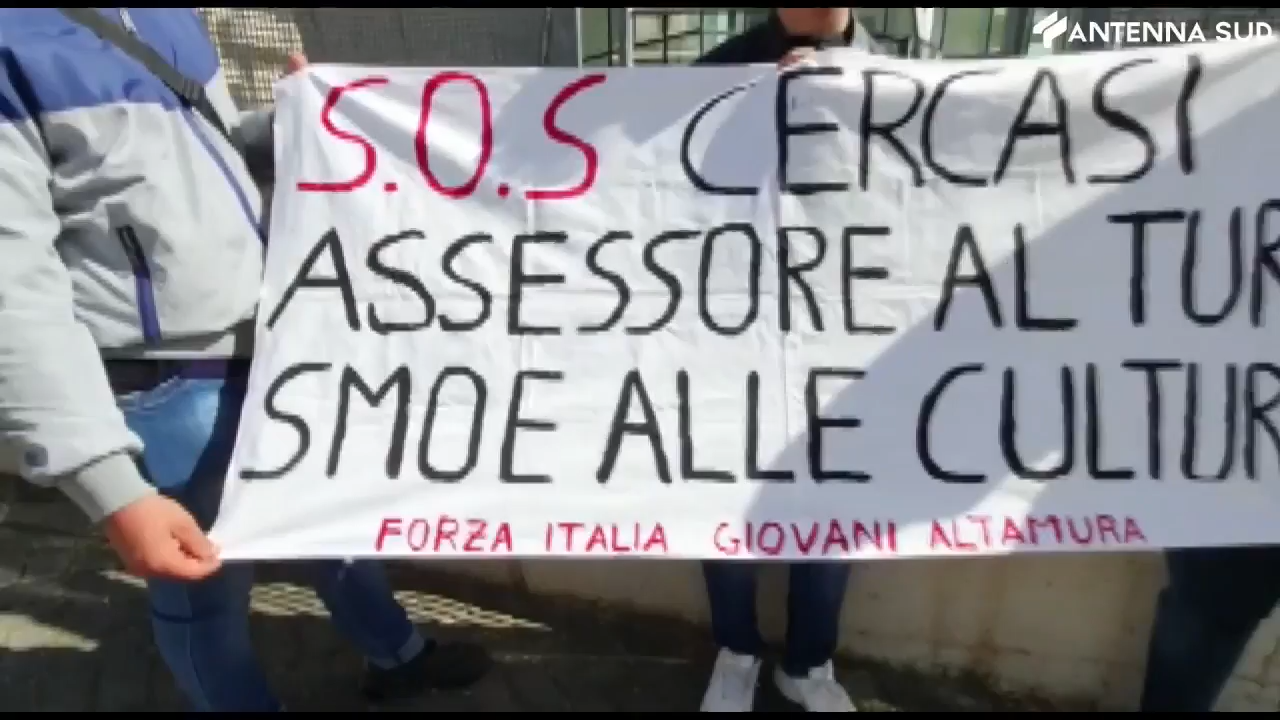 ANTENNA SUD
S.O.S CERCASI
ASSESSORE AL TUR
SMOE ALLE CULTUR
FORZA ITALIA GIOVANI ALTAMURA